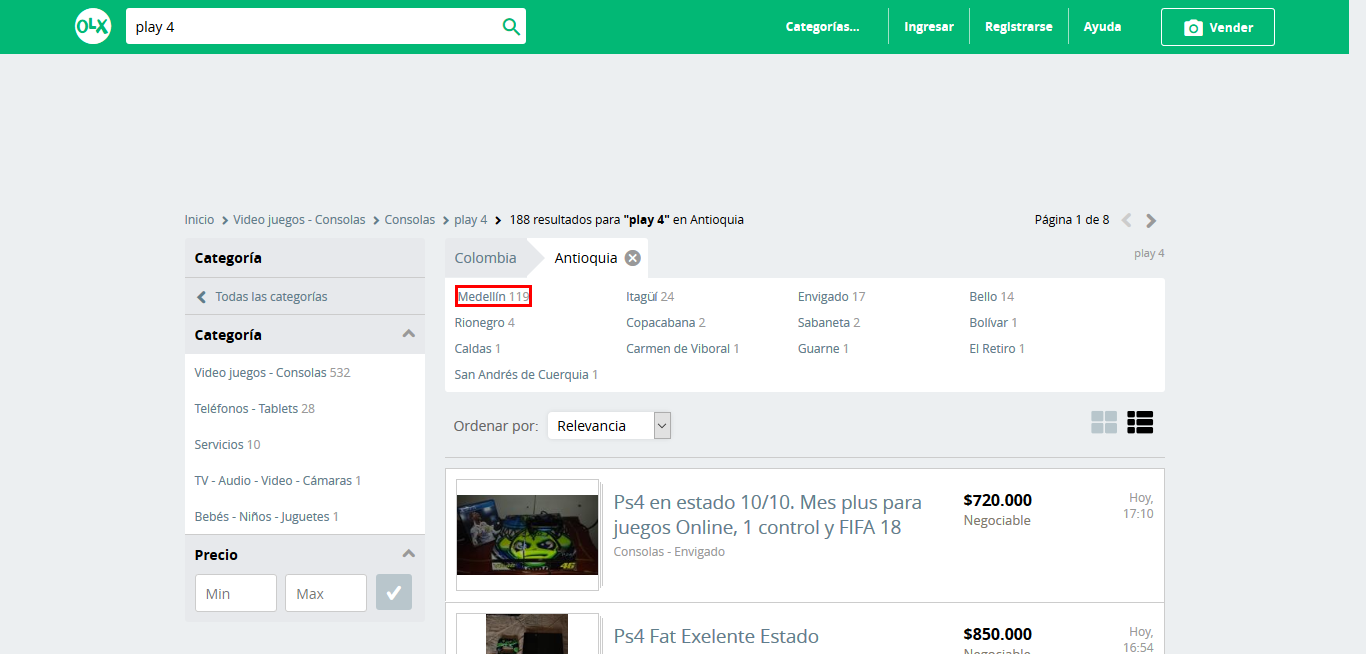 OLX
play 4
Categorías...
Ingresar
Registrarse
Ayuda
Vender
Inicio
Video juegos - Consolas
Consolas
play 4
188 resultados para "play 4" en Antioquia
Página 1 de 8
Categoría
Todas las categorías
Categoría
Video juegos - Consolas 532
Teléfonos - Tablets 28
Servicios 10
TV - Audio - Video - Cámaras 1
Bebés - Niños - Juguetes 1
Precio
Min
Max
Colombia
Antioquia
play 4
Medellín 119
Itagüí 24
Envigado 17
Bello 14
Rionegro 4
Copacabana 2
Sabaneta 2
Bolívar 1
Caldas 1
Carmen de Viboral 1
Guarne 1
El Retiro 1
San Andrés de Cuerquia 1
Ordenar por:
Relevancia
Ps4 en estado 10/10. Mes plus para
juegos Online, 1 control y FIFA 18
Consolas - Envigado
$720.000
Negociable
Hoy,
17:10
Ps4 Fat Exelente Estado
$850.000
Negociable
Hoy,
16:54